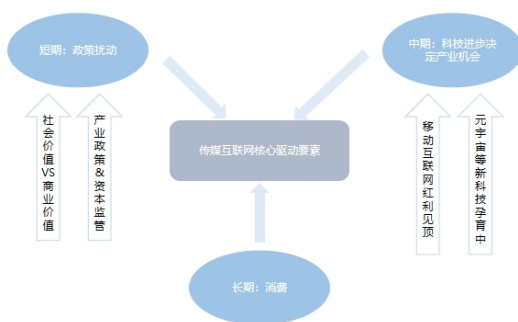 短期：政策扰动
中期：科技进步决
定产业机会
社会价值VS商业价值
产业政策&资本监管
传媒互联网核心驱动要素
移动互联网红利见顶
元宇宙等新科技孕育中
长期：消费